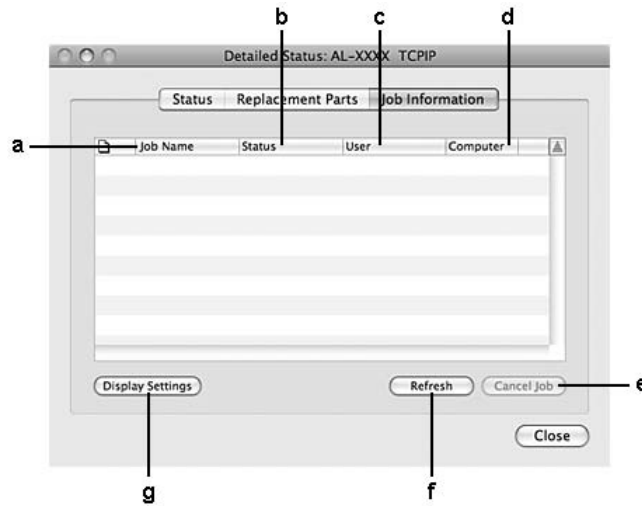 b c d
Detailed Status: AL-XXXX TCPIP
Status Replacement Parts Job Information
a Job Name Status User Computer
Display Settings Refresh Cancel Job e
Close
g f